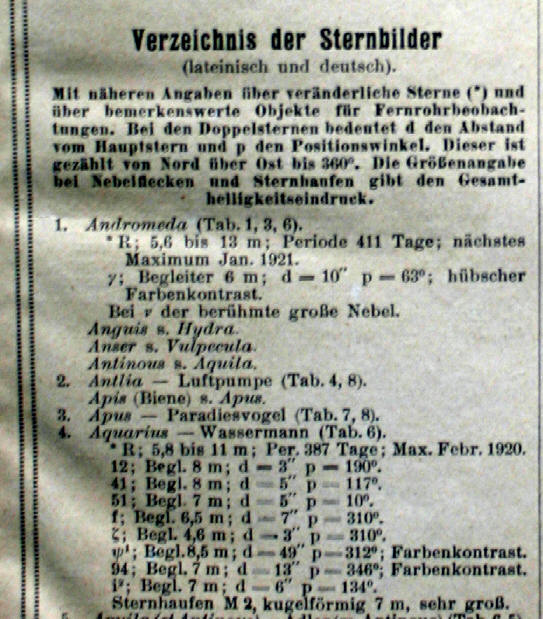 Verzeichnis der Sternbilder
(lateinisch und deutsch).
Mit näheren Angaben über veränderliche Sterne (*) und
über bemerkenswerte Objekte für Fernrohrbeobach-
tungen. Bei den Doppelsternen bedeutet d den Abstand
vom Hauptstern und p den Positionswinkel. Dieser ist
gezählt von Nord über Ost bis 360°. Die Größenangabe
bei Nebelflecken und Sternhaufen gibt den Gesamt-
helligkeitseindruck.
1. Andromeda (Tab. 1, 3, 6).
*R; 5,6 bis 13 m; Periode 411 Tage; nächstes
Maximum Jan. 1921.
γ; Begleiter 6 m; d = 10″ p = 63°; hübscher
Farbenkontrast.
Bei ν der berühmte große Nebel.
Anguis s. Hydra.
Anser s. Vulpecula.
Antinous s. Aquila.
2. Antlia — Luftpumpe (Tab. 4, 8).
Apis (Biene) s. Apus.
3. Apus — Paradiesvogel (Tab. 7, 8).
4. Aquarius — Wassermann (Tab. 6).
*R; 5,8 bis 11 m; Per. 387 Tage; Max. Febr. 1920.
12; Begl. 8 m; d = 3″ p = 190°.
41; Begl. 8 m; d = 5″ p = 117°.
51; Begl. 7 m; d = 5″ p = 10°.
f; Begl. 6,5 m; d = 7″ p = 310°.
ζ; Begl. 4,6 m; d = 3″ p = 310°.
ψ¹; Begl. 8,5 m; d = 49″ p = 312°; Farbenkontrast.
94; Begl. 7 m; d = 13″ p = 346°; Farbenkontrast.
i²; Begl. 7 m; d = 6″ p = 134°.
Sternhaufen M 2, kugelförmig 7 m, sehr groß.